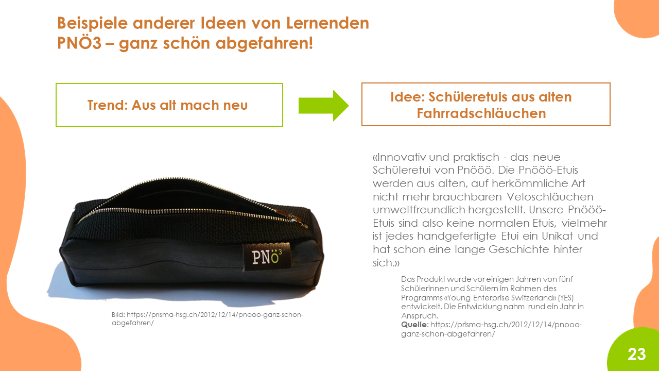 Beispiele anderer Ideen von Lernenden
PNÖ3 – ganz schön abgefahren!
Trend: Aus alt mach neu
Idee: Schüleretuis aus alten
Fahrradschläuchen
«Innovativ und praktisch - das neue
Schüleretui von Pnööö. Die Pnööö-Etuis
werden aus alten, auf herkömmliche Art
nicht mehr brauchbaren Veloschläuchen
umweltfreundlich hergestellt. Unsere Pnööö-
Etuis sind also keine normalen Etuis, vielmehr
ist jedes handgefertigte Etui ein Unikat und
hat schon eine lange Geschichte hinter
sich.»
PNÖ3
Das Produkt wurde vor einigen Jahren von fünf
Schülerinnen und Schülern im Rahmen des
Programms «Young Enterprise Switzerland» (YES)
entwickelt. Die Entwicklung nahm rund ein Jahr in
Anspruch.
Quelle: https://prisma-hsg.ch/2012/12/14/pnooo-
ganz-schon-abgefahren/
Bild: https://prisma-hsg.ch/2012/12/14/pnooo-ganz-schon-
abgefahren/
23